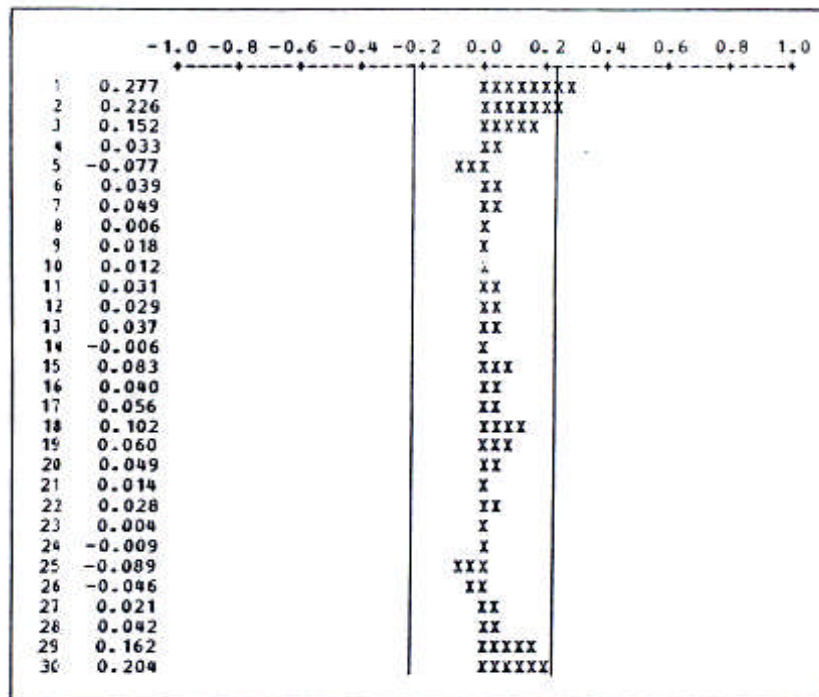 -1.0 -0.8 -0.6 -0.4 -0.2 0.0 0.2 0.4 0.6 0.8 1.0
+----+----+----+----+----+----+----+----+----+----+
1 0.277 XXXXXXXX
2 0.226 XXXXXXX
3 0.152 XXXXX
4 0.033 XX
5 -0.077 XXX
6 0.039 XX
7 0.049 XX
8 0.006 X
9 0.018 X
10 0.012
11 0.031 XX
12 0.029 XX
13 0.037 XX
14 -0.006 X
15 0.083 XXX
16 0.040 XX
17 0.056 XX
18 0.102 XXXX
19 0.060 XXX
20 0.049 XX
21 0.014 X
22 0.028 XX
23 0.004 X
24 -0.009 X
25 -0.089 XXX
26 -0.046 XX
27 0.021 XX
28 0.042 XX
29 0.162 XXXXX
30 0.204 XXXXXX